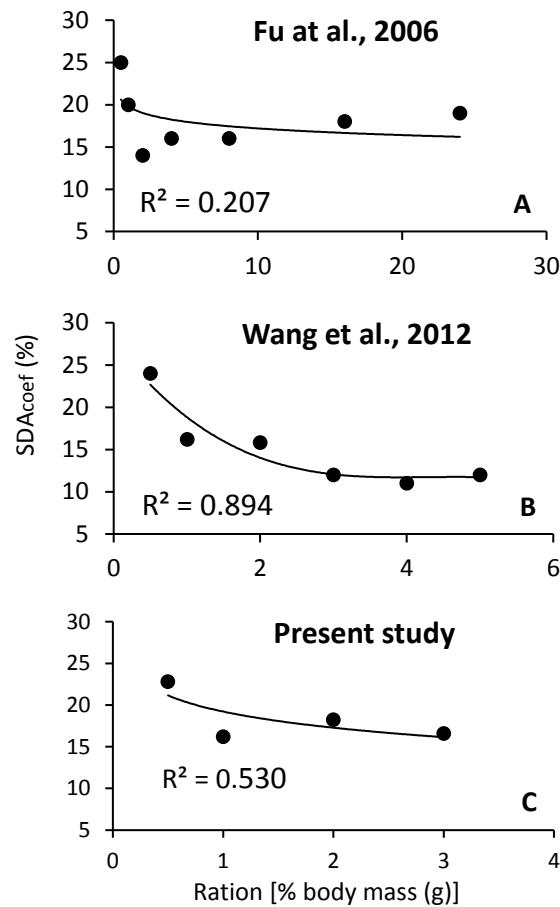 Fu at al., 2006
30
25
20
15
10
5
R² = 0.207
A
0
10
20
30
Wang et al., 2012
30
25
20
15
10
5
SDAcoef (%)
R² = 0.894
B
0
2
4
6
Present study
30
25
20
15
10
5
R² = 0.530
C
0
1
2
3
4
Ration [% body mass (g)]